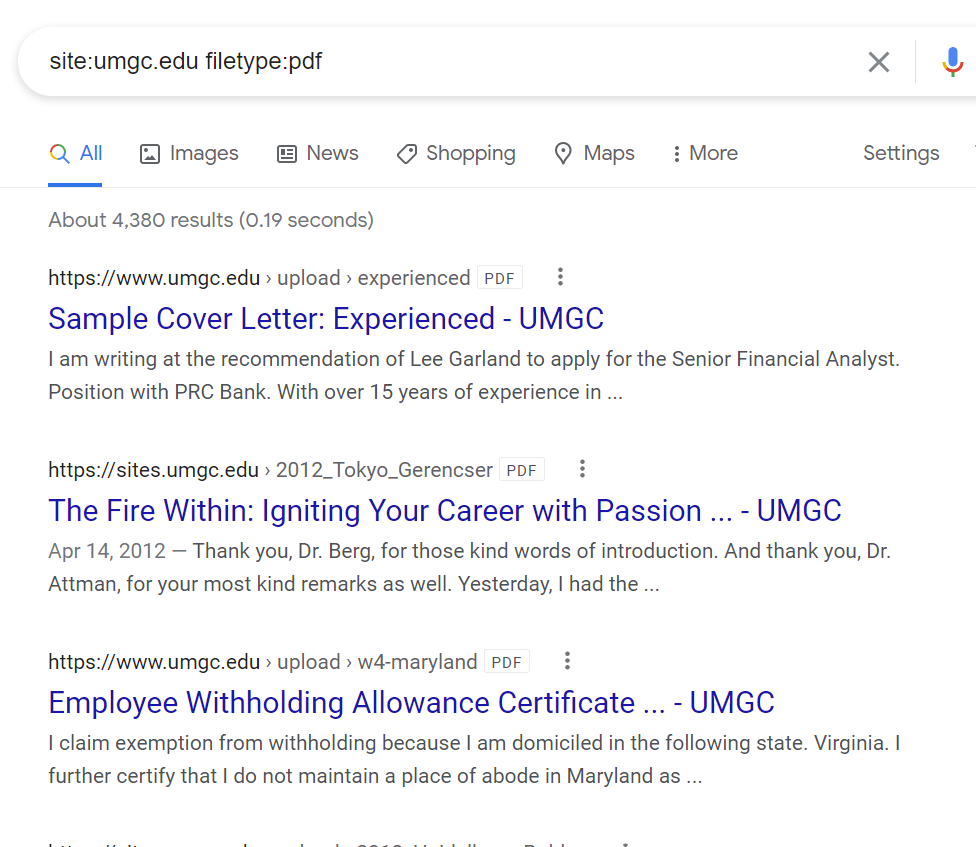 site:umgc.edu filetype:pdf
All Images News Shopping Maps More Settings
About 4,380 results (0.19 seconds)
https://www.umgc.edu › upload › experienced PDF
Sample Cover Letter: Experienced - UMGC
I am writing at the recommendation of Lee Garland to apply for the Senior Financial Analyst.
Position with PRC Bank. With over 15 years of experience in ...
https://sites.umgc.edu › 2012_Tokyo_Gerencser PDF
The Fire Within: Igniting Your Career with Passion ... - UMGC
Apr 14, 2012 — Thank you, Dr. Berg, for those kind words of introduction. And thank you, Dr.
Attman, for your most kind remarks as well. Yesterday, I had the ...
https://www.umgc.edu › upload › w4-maryland PDF
Employee Withholding Allowance Certificate ... - UMGC
I claim exemption from withholding because I am domiciled in the following state. Virginia. I
further certify that I do not maintain a place of abode in Maryland as ...